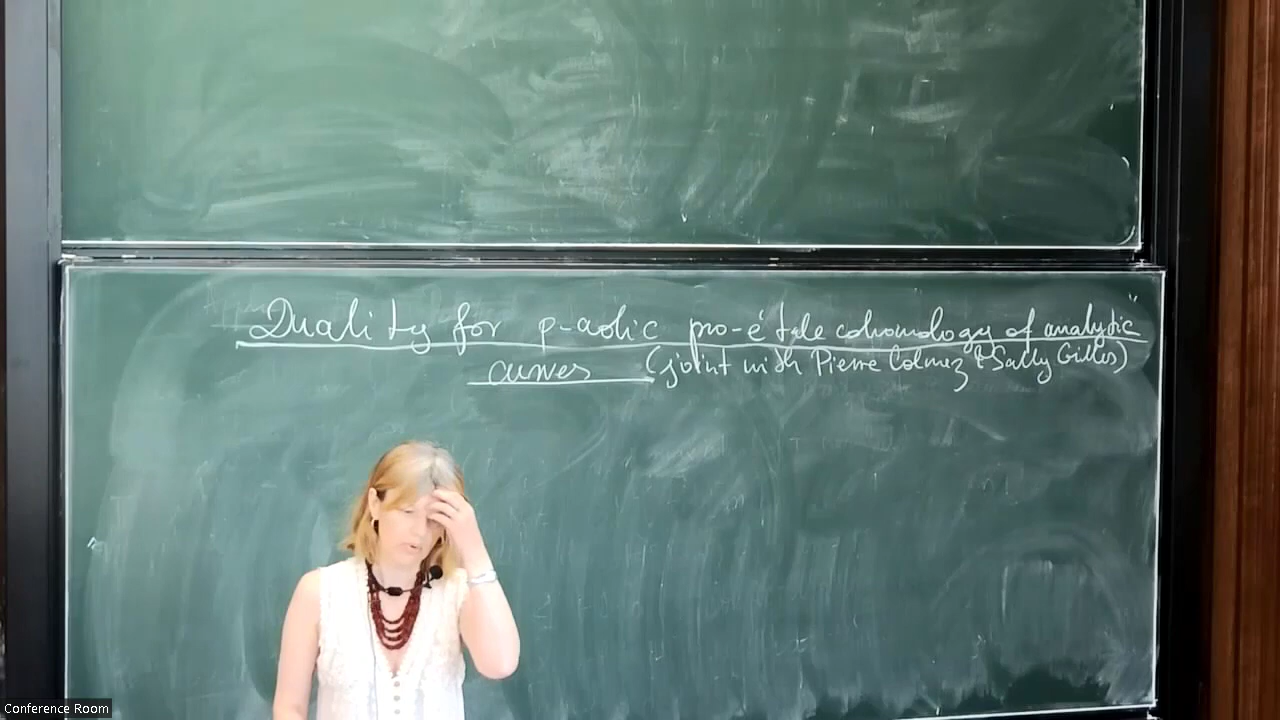 Duality for p-adic pro-étale cohomology of analytic
curves (joint with Pierre Colmez & Sally Gilles)
Conference Room